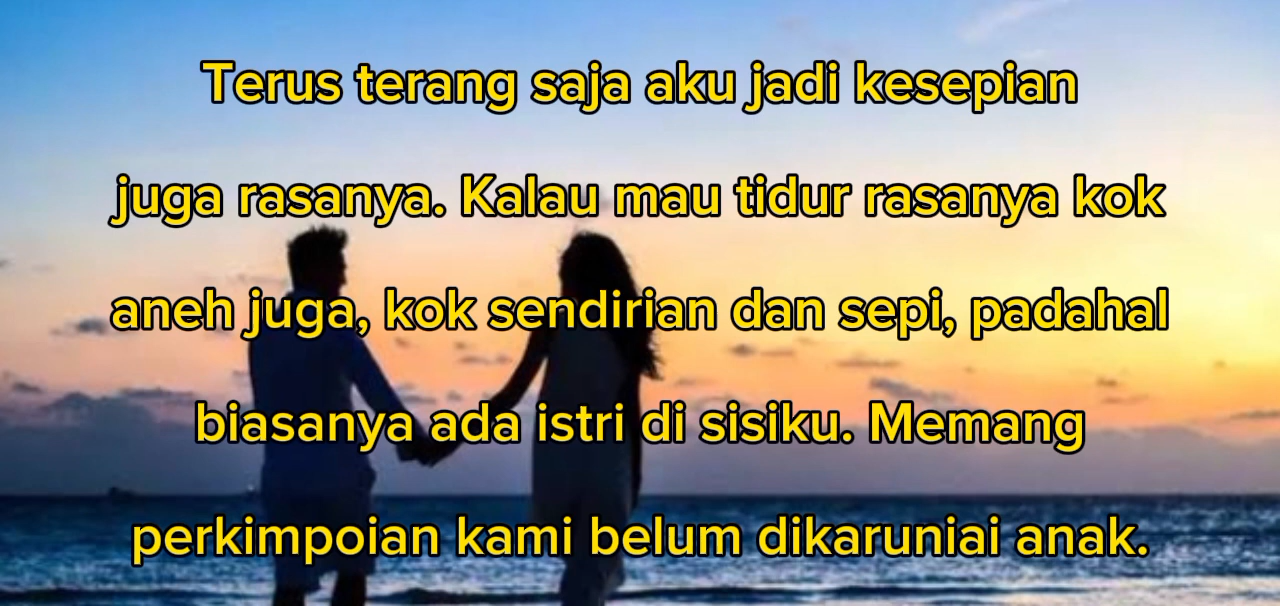 Terus terang saja aku jadi kesepian
juga rasanya. Kalau mau tidur rasanya kok
aneh juga, kok sendirian dan sepi, padahal
biasanya ada istri di sisiku. Memang
perkimpoian kami belum dikaruniai anak.